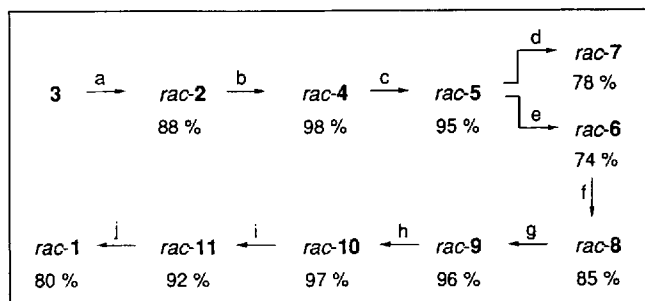 d rac-7
78 %
3 a rac-2 b rac-4 c rac-5
88 % 98 % 95 %
e rac-6
74 %
f
rac-1 j rac-11 i rac-10 h rac-9 g rac-8
80 % 92 % 97 % 96 % 85 %